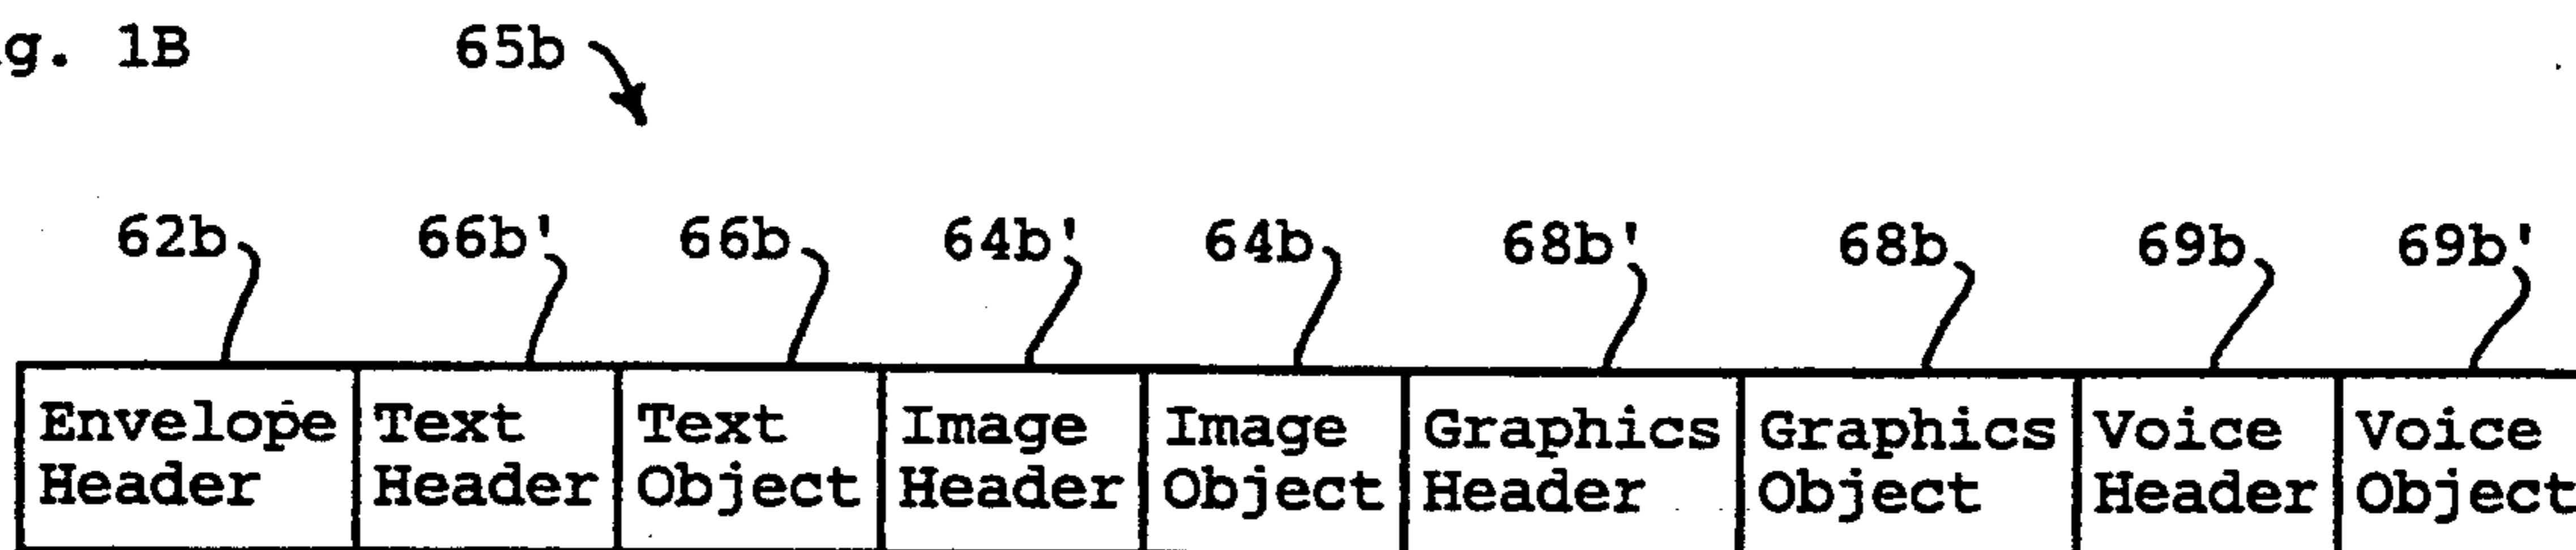 g. 1B 65b
62b 66b' 66b 64b' 64b 68b' 68b 69b 69b'
Envelope Text Text Image Image Graphics Graphics Voice Voice
Header Header Object Header Object Header Object Header Object